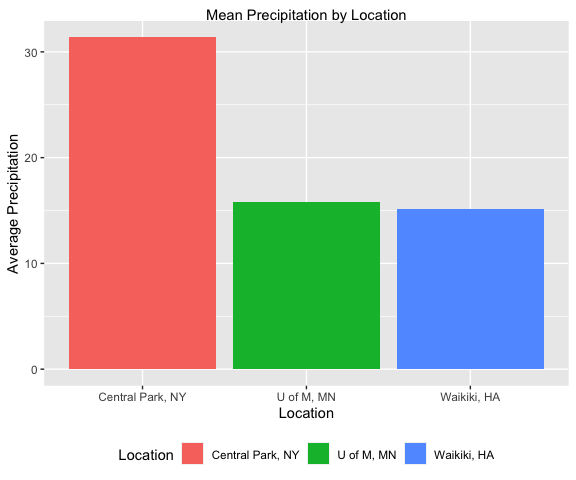 Mean Precipitation by Location
Average Precipitation
30
20
10
0
Central Park, NY U of M, MN Waikiki, HA
Location
Location Central Park, NY U of M, MN Waikiki, HA